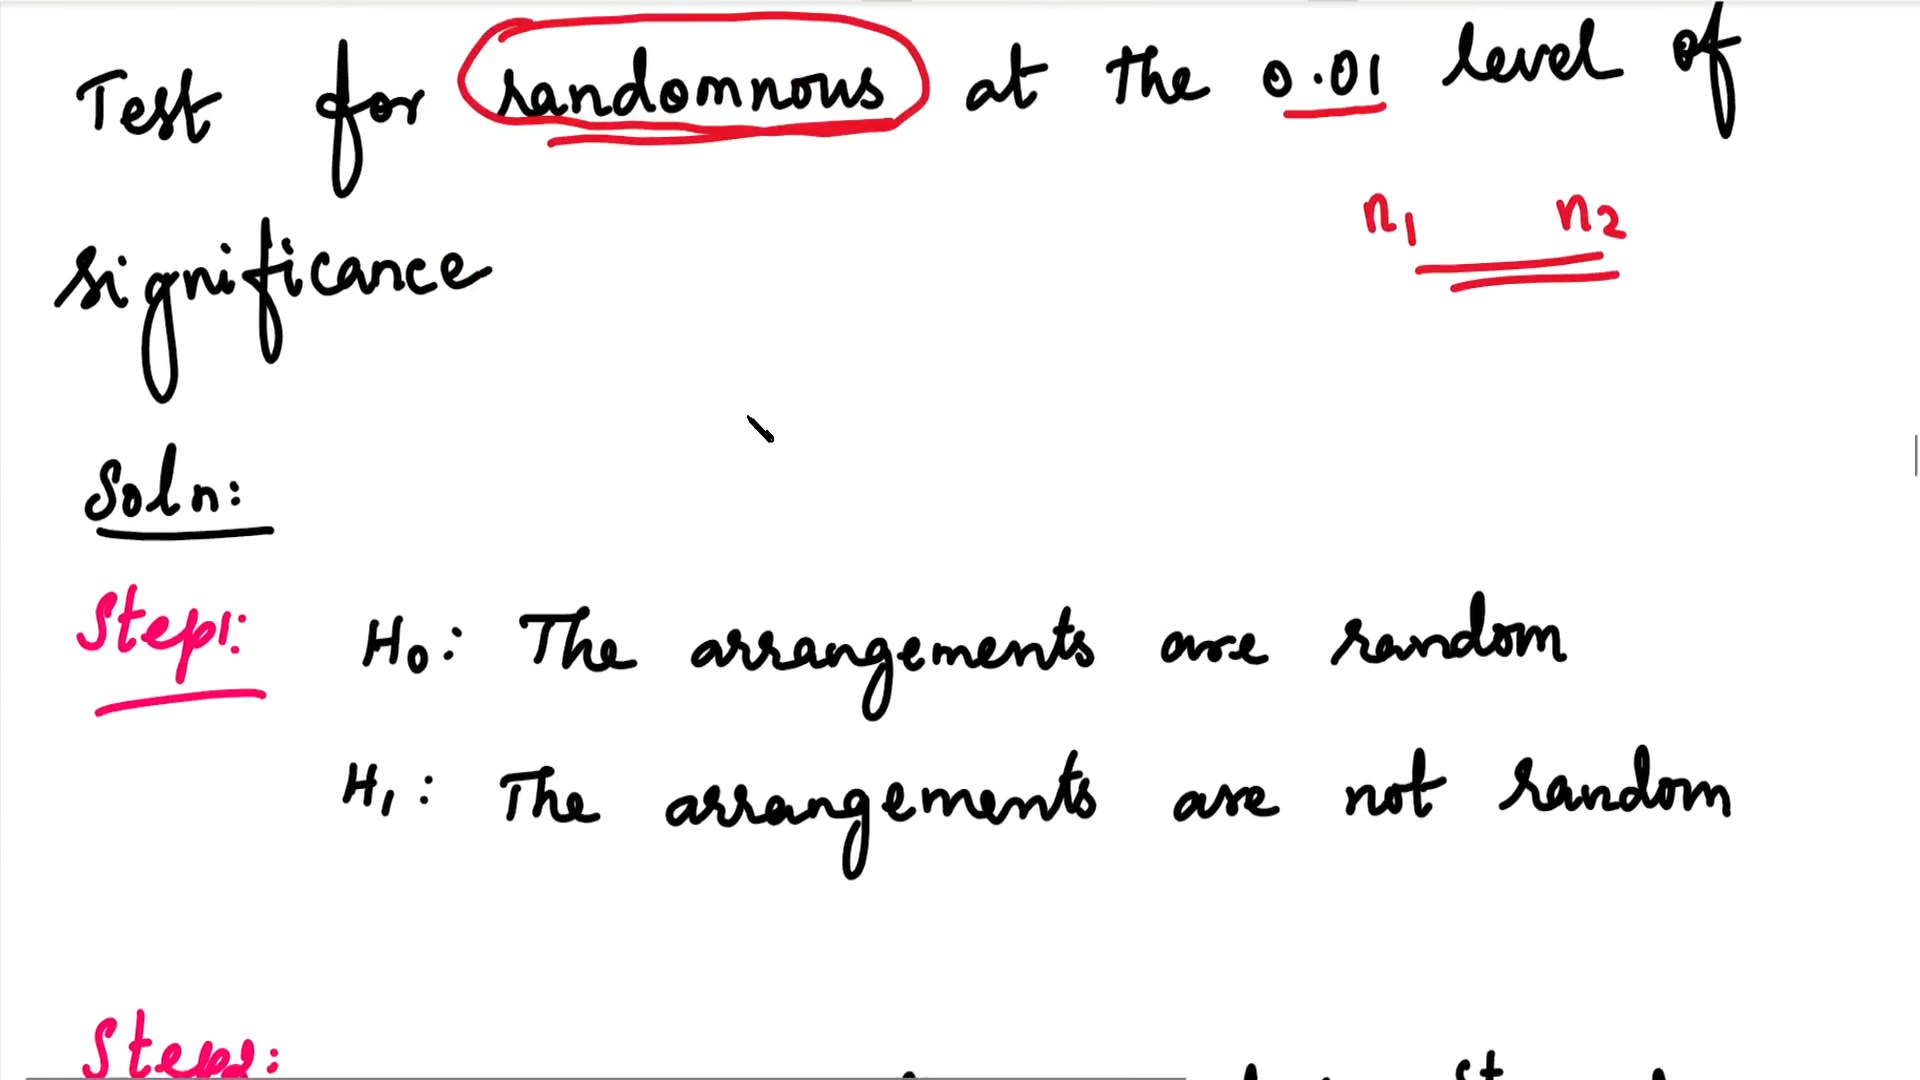 Test for randomnous at the 0.01 level of
n1 n2
significance
Soln:
Step1: H0: The arrangements are random
H1: The arrangements are not random
Step2: